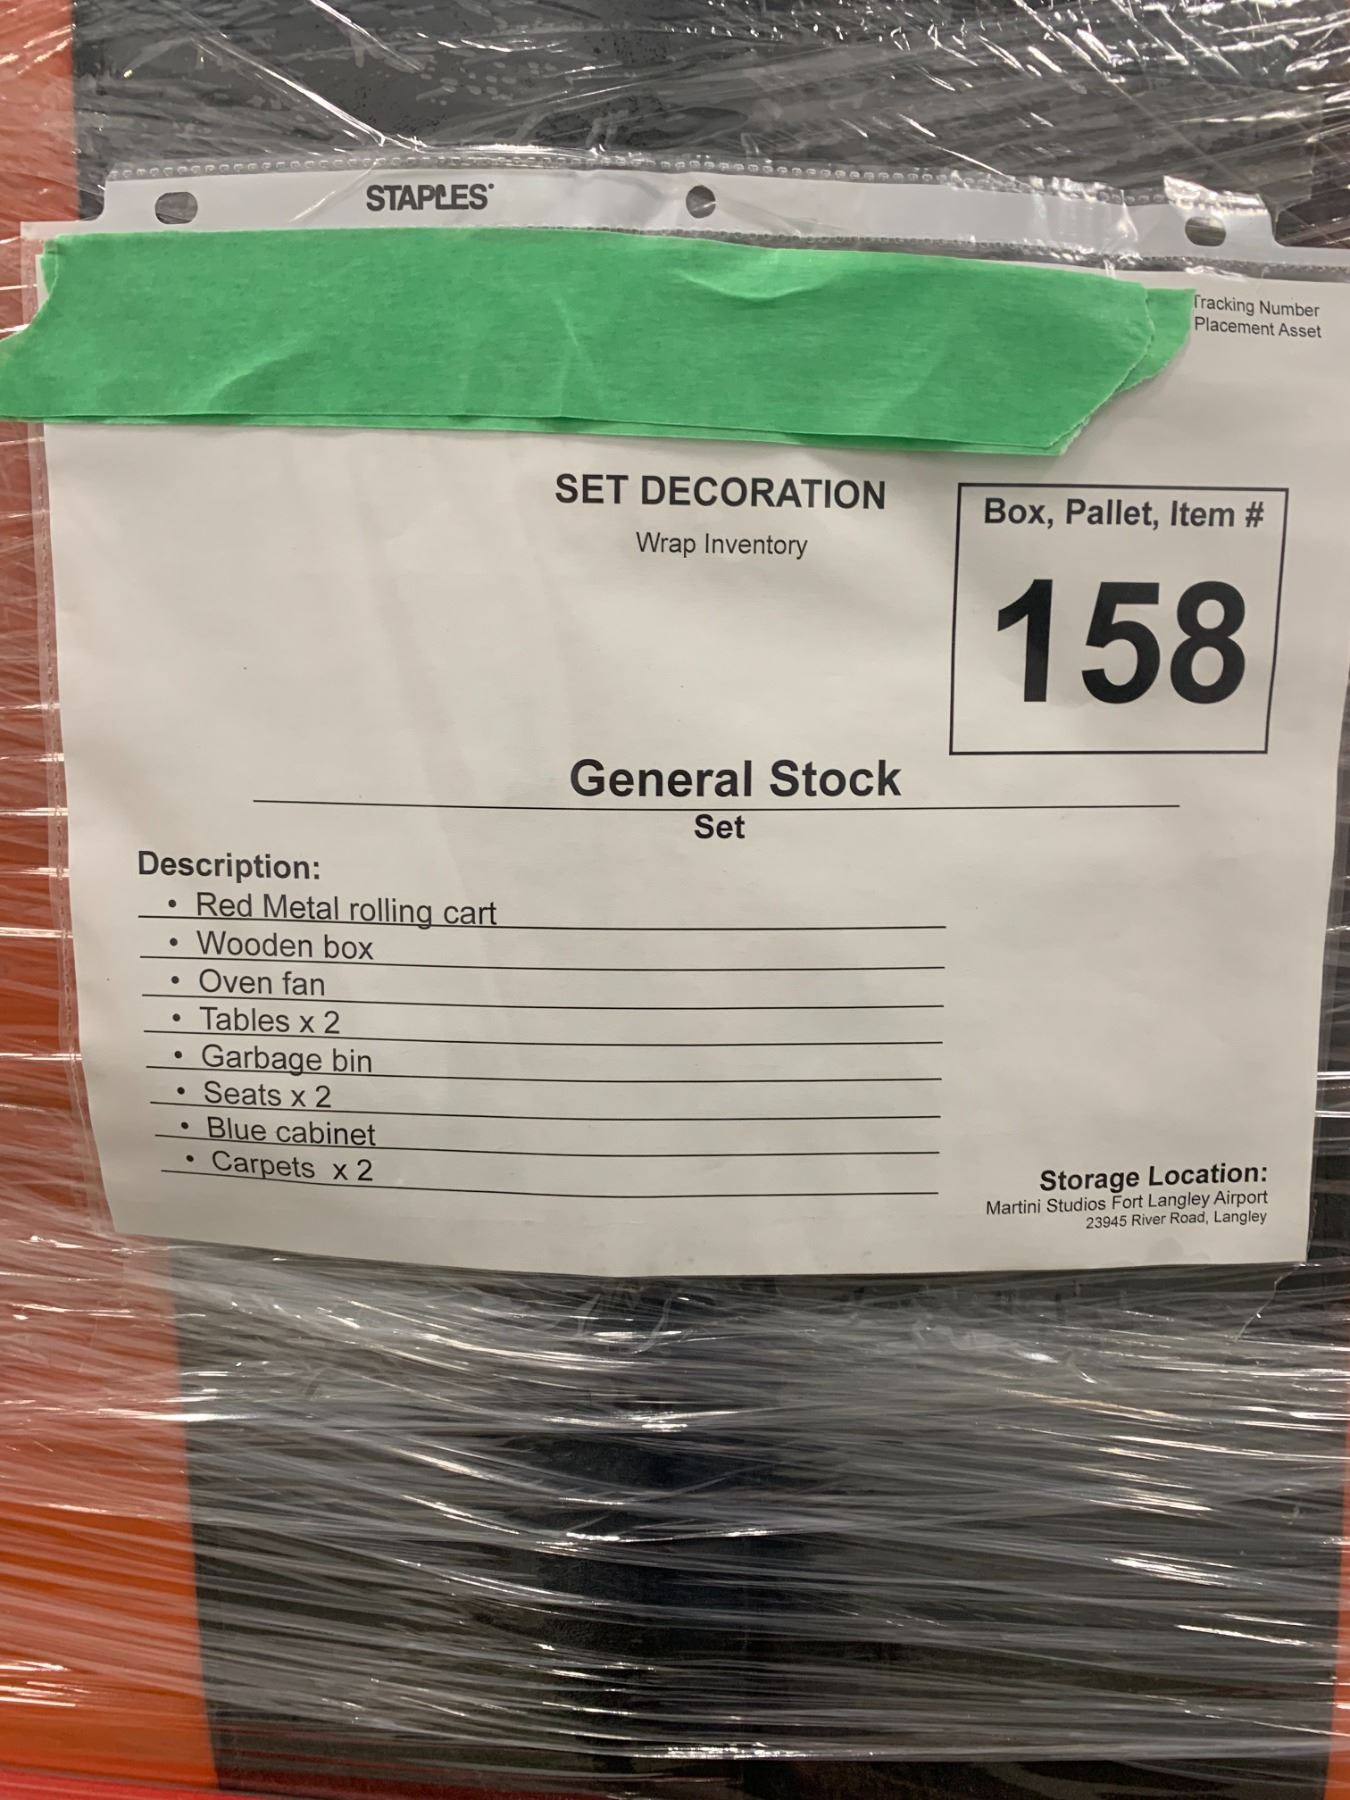 STAPLES
Tracking Number
Placement Asset
SET DECORATION
Wrap Inventory
Box, Pallet, Item #
158
General Stock
Set
Description:
• Red Metal rolling cart
• Wooden box
• Oven fan
• Tables x 2
• Garbage bin
• Seats x 2
• Blue cabinet
• Carpets x 2
Storage Location:
Martini Studios Fort Langley Airport
23945 River Road, Langley